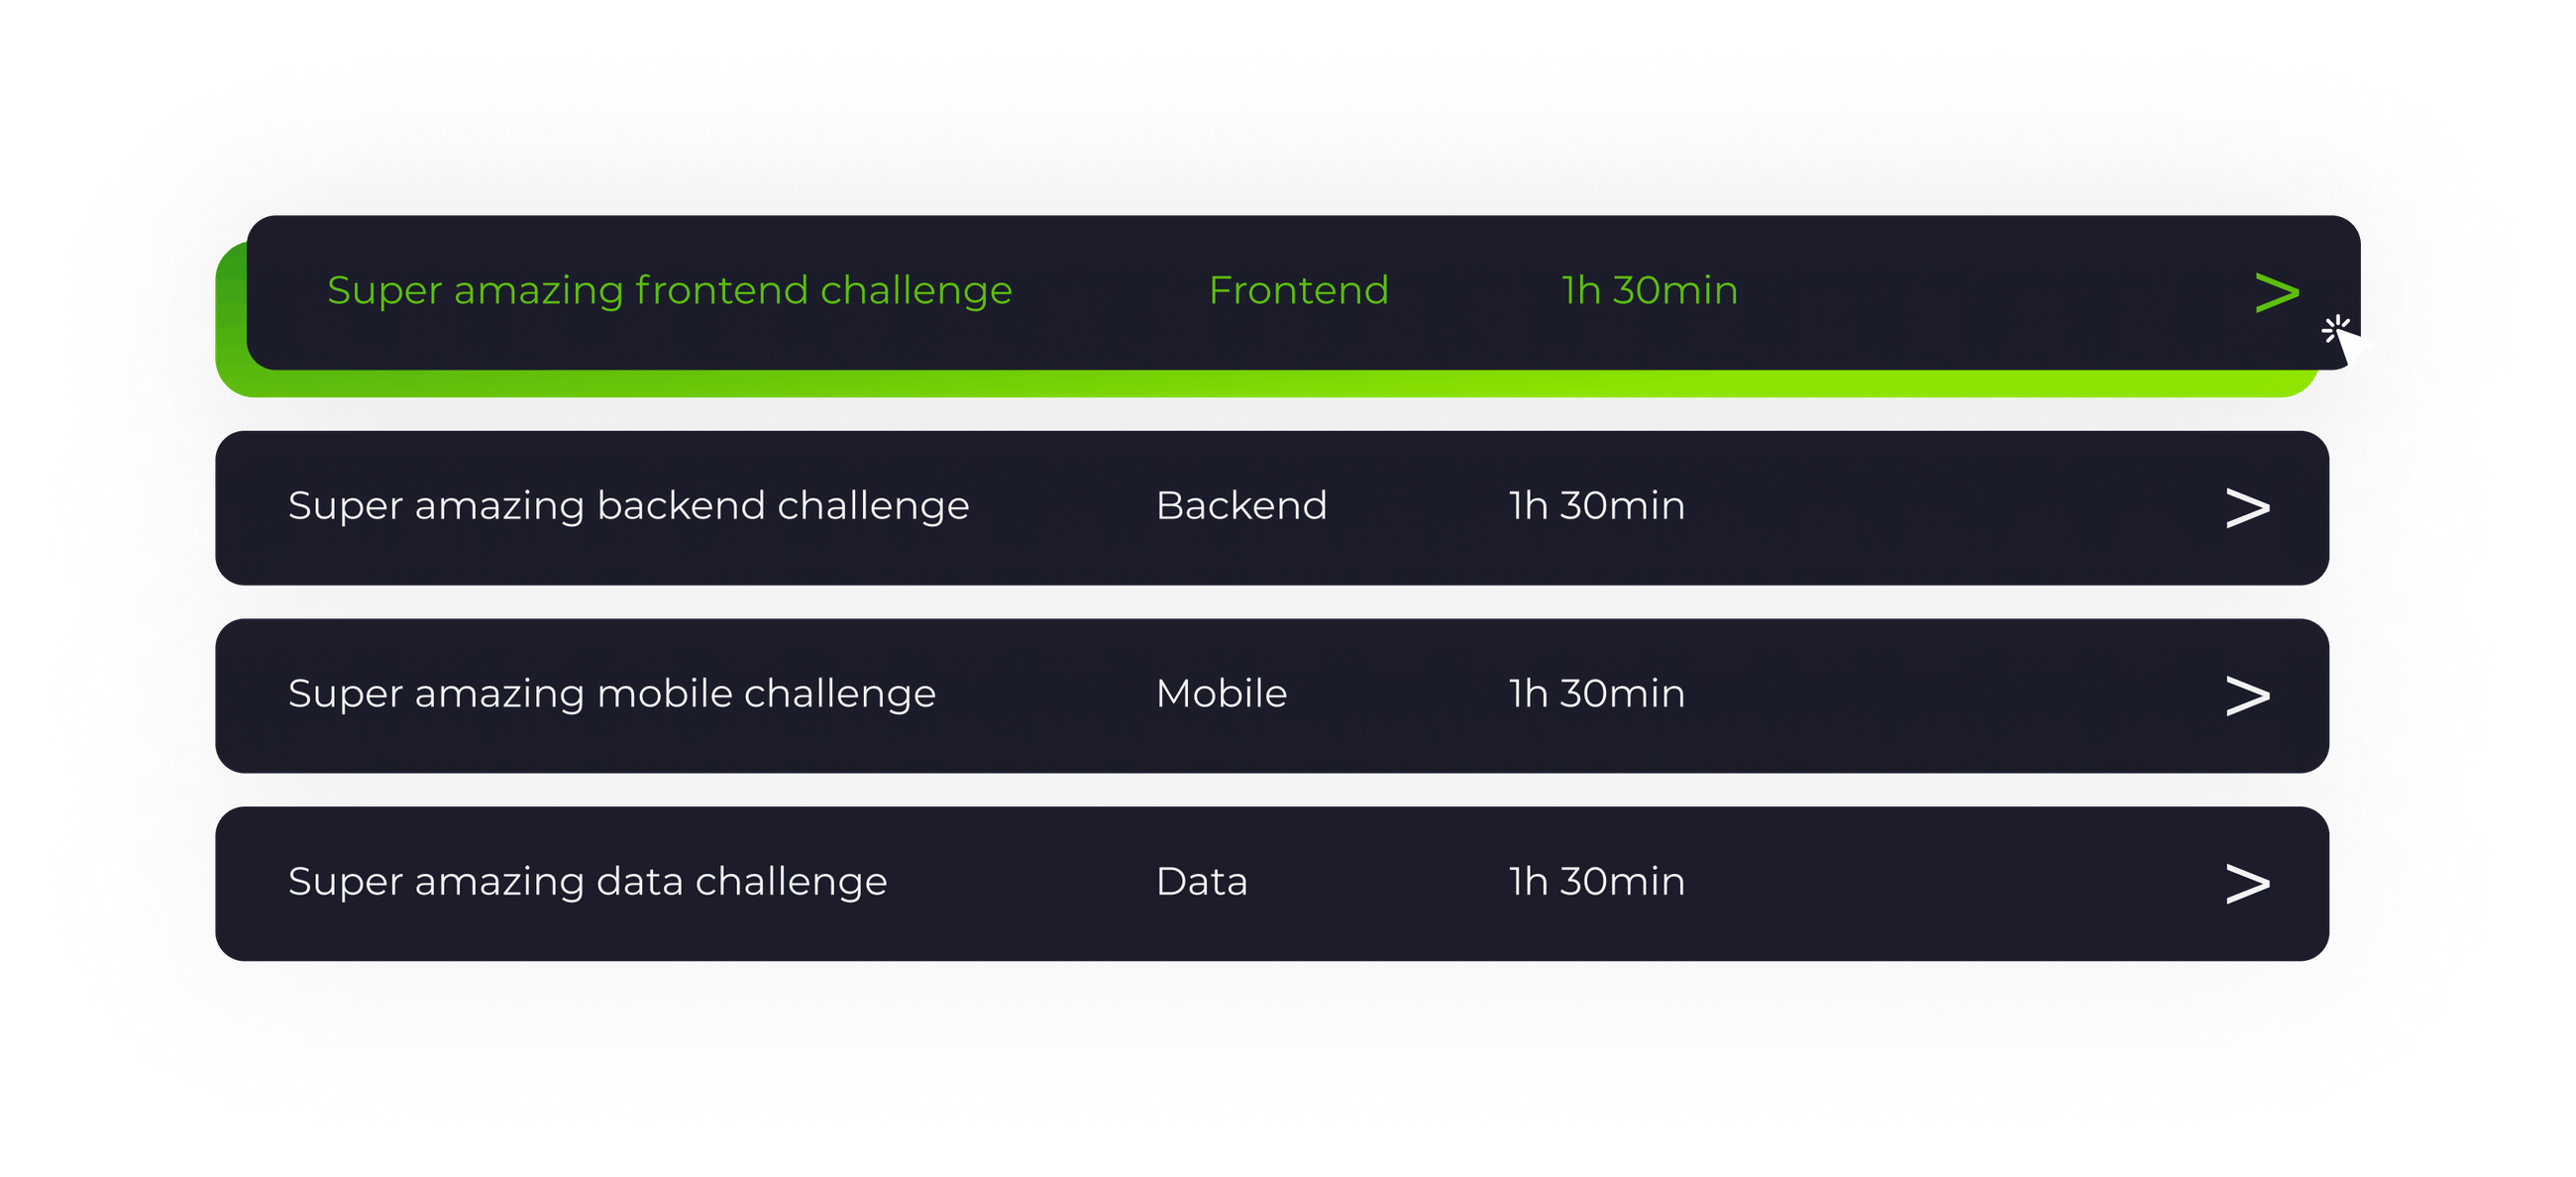 Super amazing frontend challenge Frontend 1h 30min >
Super amazing backend challenge Backend 1h 30min >
Super amazing mobile challenge Mobile 1h 30min >
Super amazing data challenge Data 1h 30min >